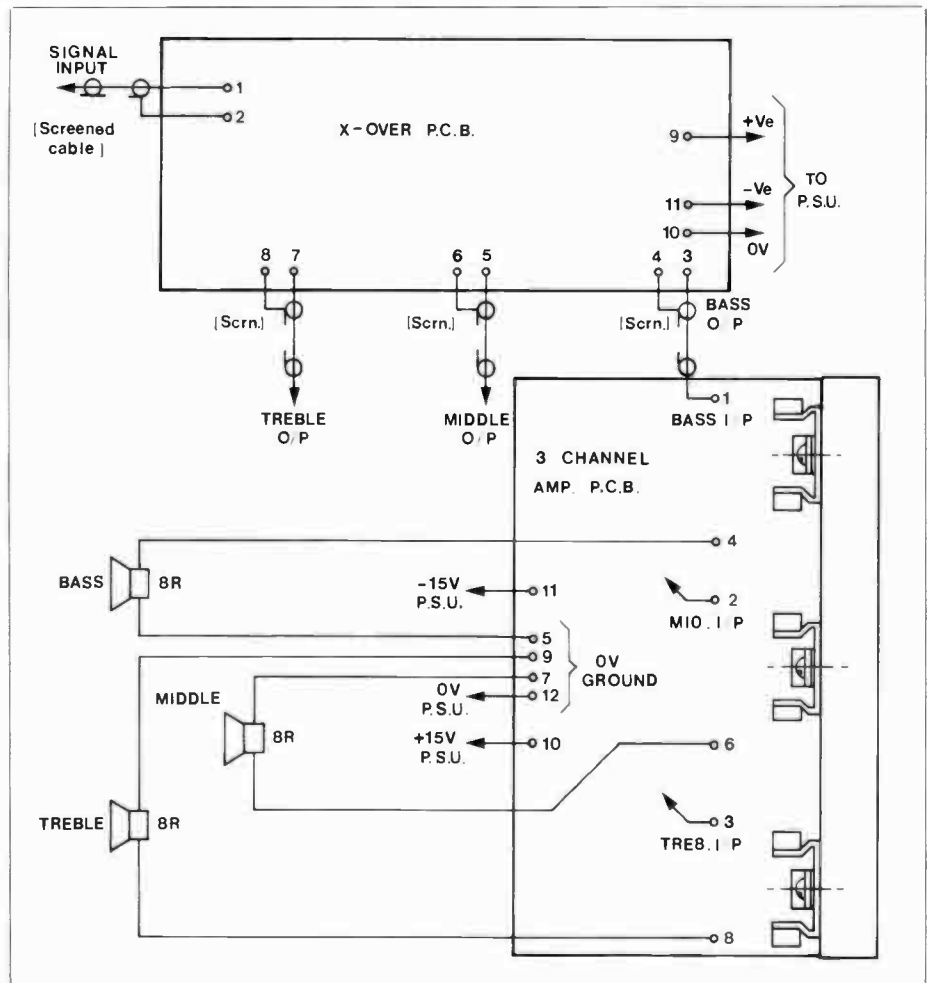 SIGNAL
INPUT
[Screened
cable]
1
2
X-OVER P.C.B.
9
+Ve
11
-Ve
10
0V
TO
P.S.U.
8 7
6 5
4 3
[Scrn.]
[Scrn.]
[Scrn.]
BASS
O/P
TREBLE
O/P
MIDDLE
O/P
1
BASS I/P
3 CHANNEL
AMP. P.C.B.
4
BASS
8R
-15V
P.S.U.
11
2
MI0. I/P
5
9
7
12
0V
GROUND
0V
P.S.U.
MIDDLE
8R
+15V
P.S.U.
10
6
TREBLE
8R
3
TRE8. I/P
8